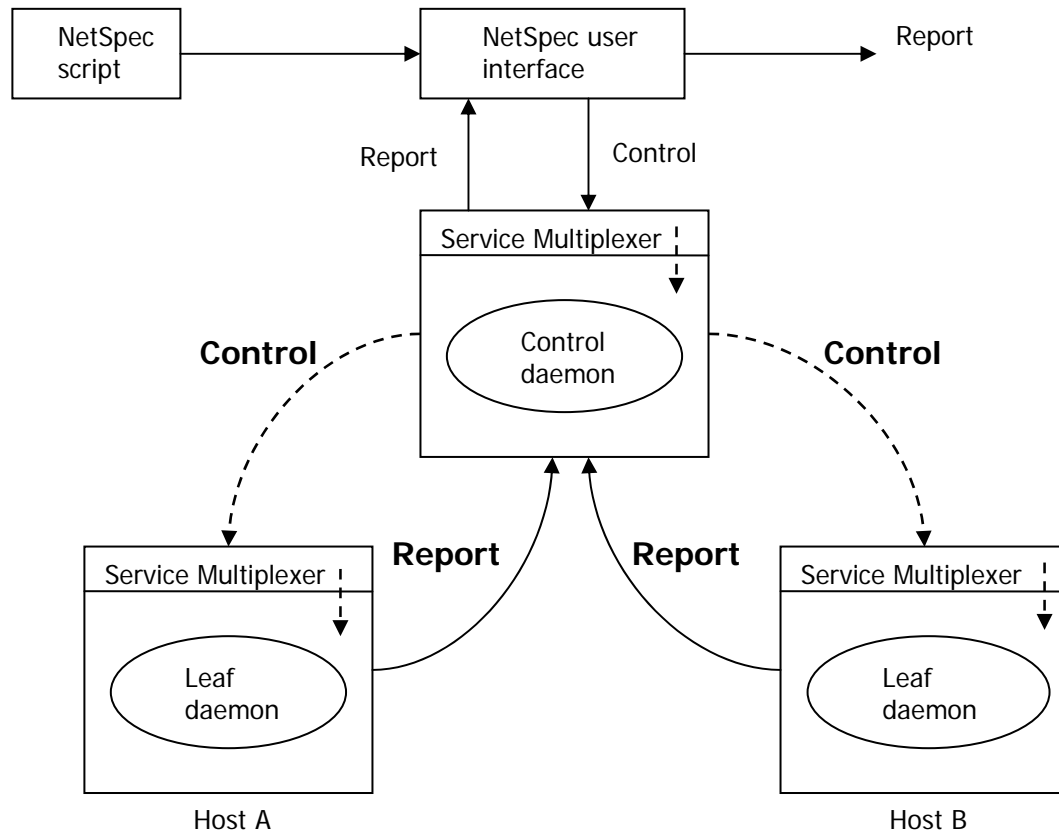 NetSpec
script
NetSpec user
interface
Report
Report
Control
Service Multiplexer
Control
daemon
Control
Control
Report
Report
Service Multiplexer
Leaf
daemon
Service Multiplexer
Leaf
daemon
Host A
Host B